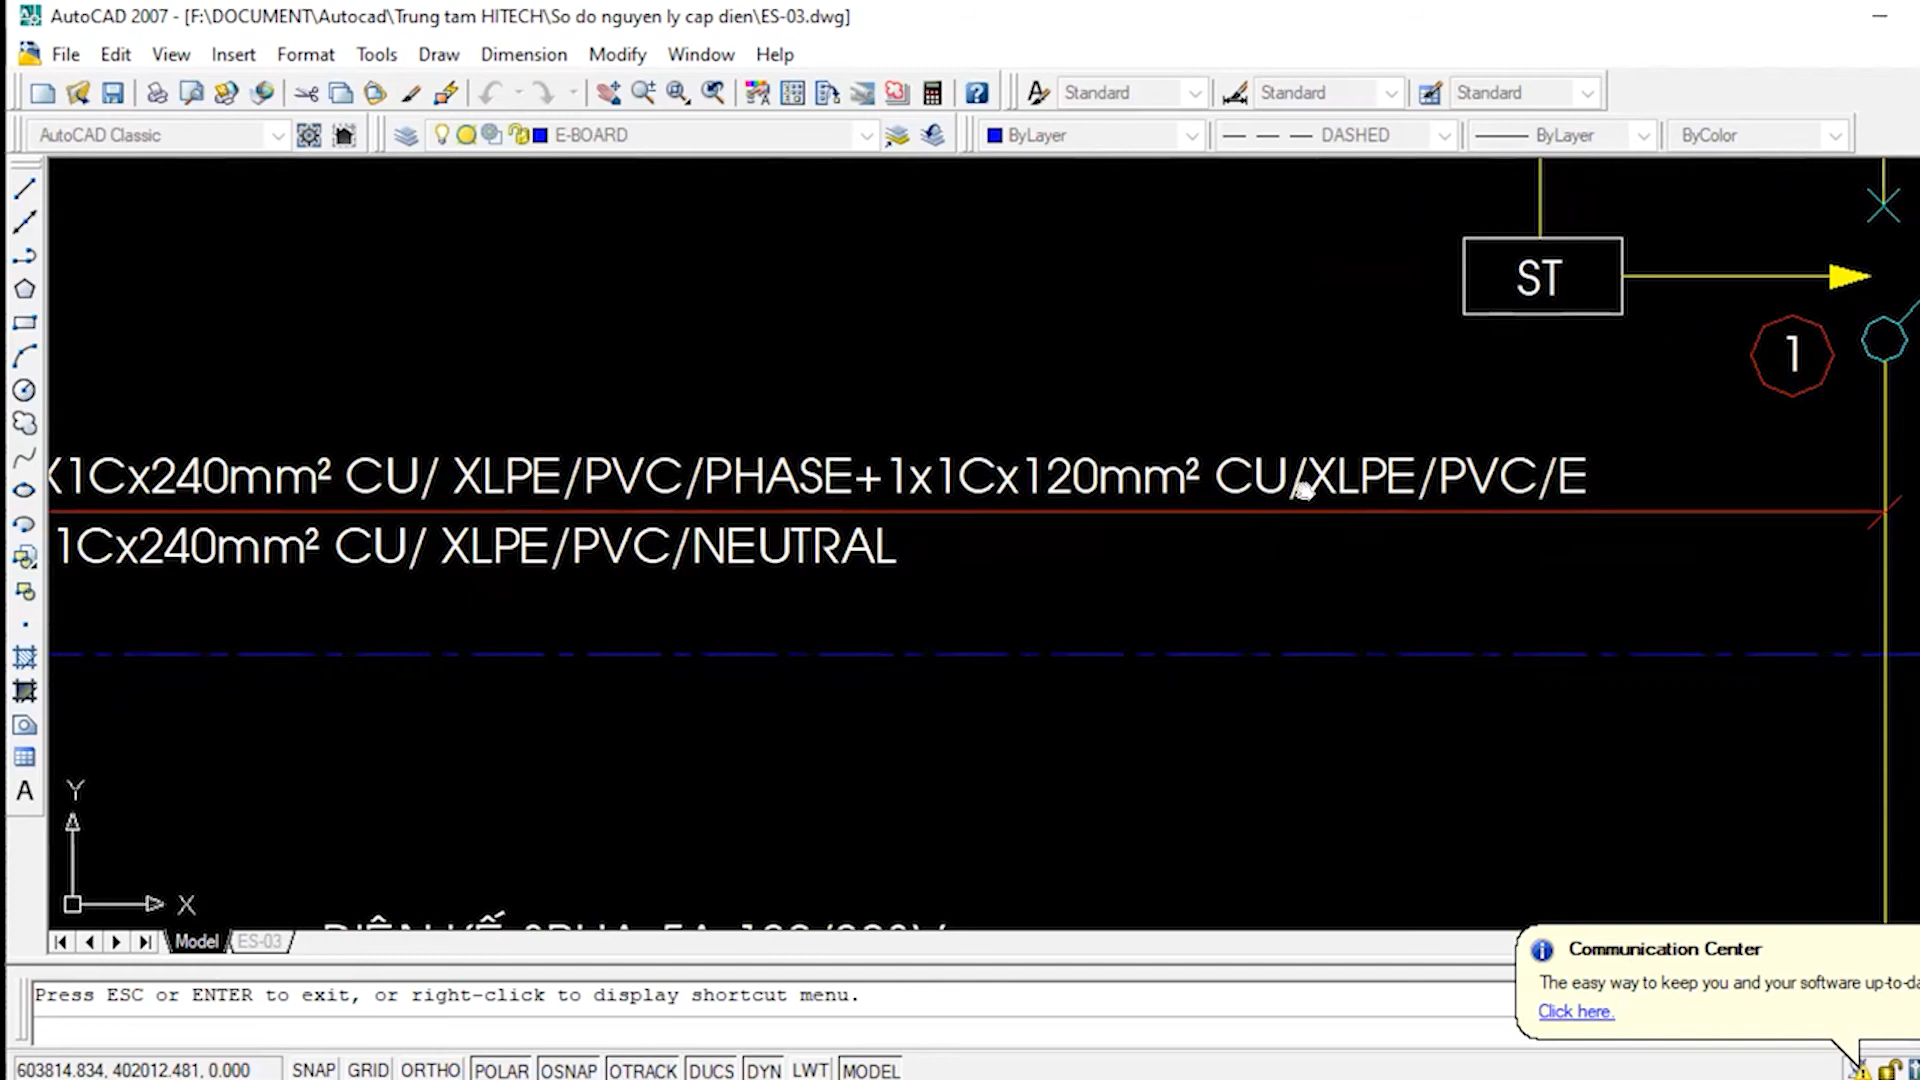 AutoCAD 2007 - [F:\DOCUMENT\Autocad\Trung tam HITECH\So do nguyen ly cap dien\ES-03.dwg]
File Edit View Insert Format Tools Draw Dimension Modify Window Help
Standard Standard Standard
AutoCAD Classic E-BOARD ByLayer DASHED ByLayer ByColor
ST
1
X1Cx240mm² CU/ XLPE/PVC/PHASE+1x1Cx120mm² CU/XLPE/PVC/E
1Cx240mm² CU/ XLPE/PVC/NEUTRAL
A
Y
X
Model ES-03
Communication Center
The easy way to keep you and your software up-to-da
Click here.
Press ESC or ENTER to exit, or right-click to display shortcut menu.
603814.834, 402012.481, 0.000 SNAP GRID ORTHO POLAR OSNAP OTRACK DUCS DYN LWT MODEL